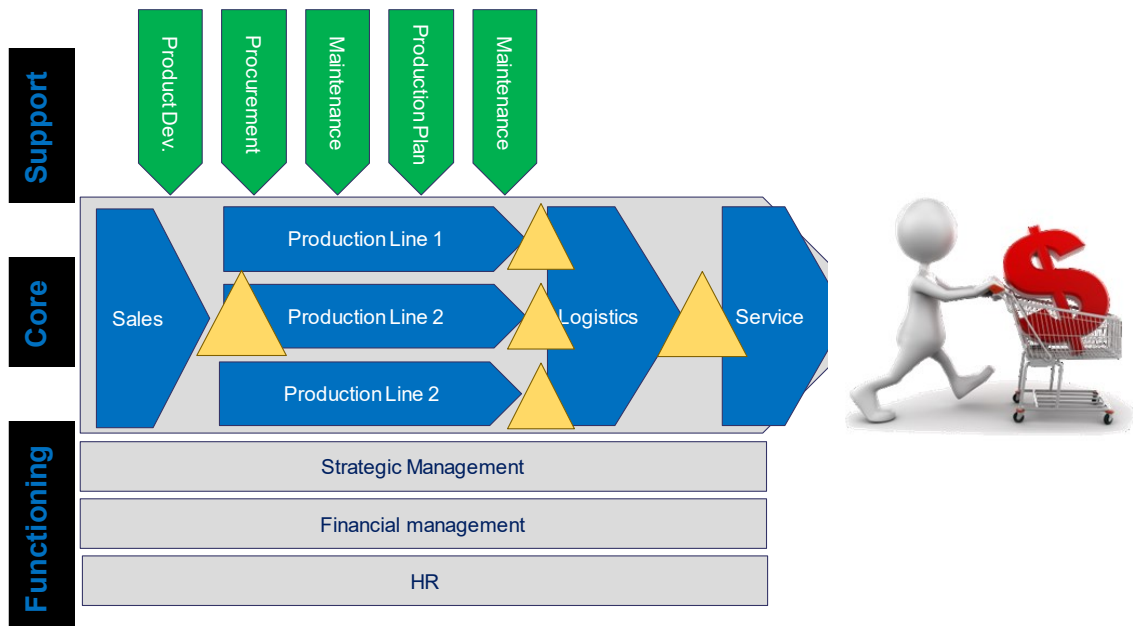 Support
Product Dev.
Procurement
Maintenance
Production Plan
Maintenance
Core
Sales
Production Line 1
Production Line 2
Production Line 2
Logistics
Service
Functioning
Strategic Management
Financial management
HR